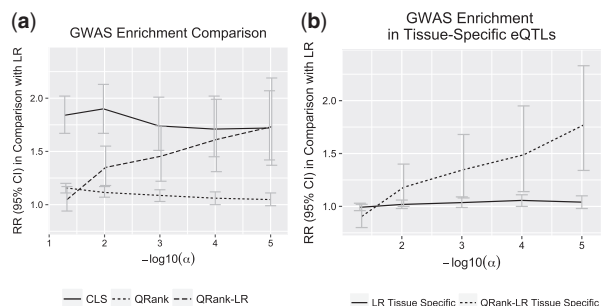 (a)
GWAS Enrichment Comparison
RR (95% CI) in Comparison with LR
2.0
1.5
1.0
1
2
3
4
5
−log10(α)
CLS QRank QRank-LR
(b)
GWAS Enrichment
in Tissue-Specific eQTLs
RR (95% CI) in Comparison with LR
2.0
1.5
1.0
2
3
4
5
−log10(α)
LR Tissue Specific QRank-LR Tissue Specific